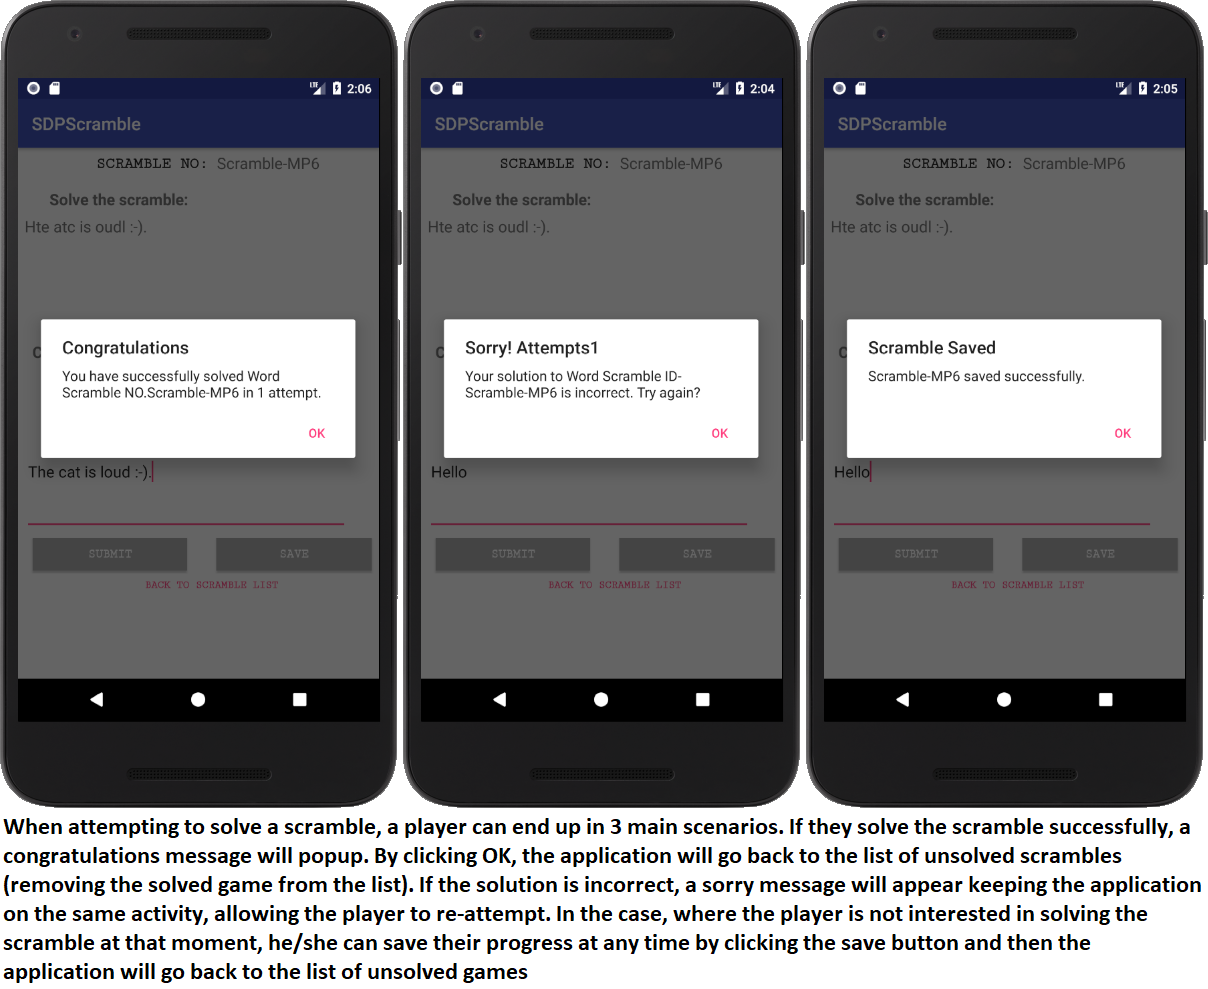 LTE 2:06
SDPScramble
SCRAMBLE NO: Scramble-MP6
Solve the scramble:
Hte atc is oudl :-).
C
Congratulations
You have successfully solved Word
Scramble NO.Scramble-MP6 in 1 attempt.
OK
The cat is loud :-).
SUBMIT SAVE
BACK TO SCRAMBLE LIST
LTE 2:04
SDPScramble
SCRAMBLE NO: Scramble-MP6
Solve the scramble:
Hte atc is oudl :-).
C
Sorry! Attempts1
Your solution to Word Scramble ID-
Scramble-MP6 is incorrect. Try again?
OK
Hello
SUBMIT SAVE
BACK TO SCRAMBLE LIST
LTE 2:05
SDPScramble
SCRAMBLE NO: Scramble-MP6
Solve the scramble:
Hte atc is oudl :-).
C
Scramble Saved
Scramble-MP6 saved successfully.
OK
Hello
SUBMIT SAVE
BACK TO SCRAMBLE LIST
When attempting to solve a scramble, a player can end up in 3 main scenarios. If they solve the scramble successfully, a
congratulations message will popup. By clicking OK, the application will go back to the list of unsolved scrambles
(removing the solved game from the list). If the solution is incorrect, a sorry message will appear keeping the application
on the same activity, allowing the player to re-attempt. In the case, where the player is not interested in solving the
scramble at that moment, he/she can save their progress at any time by clicking the save button and then the
application will go back to the list of unsolved games